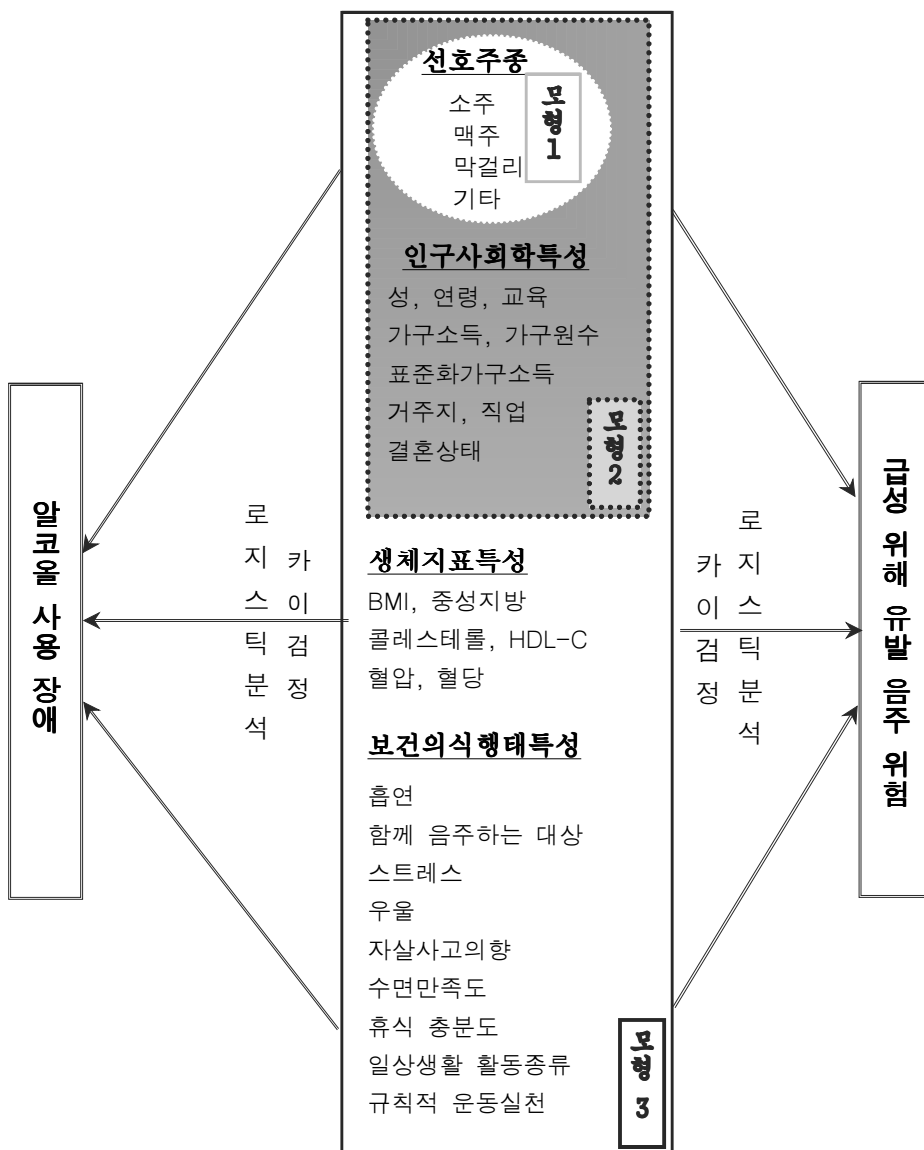 선호주종
소주
맥주
막걸리
기타
모형1
인구사회학특성
성, 연령, 교육
가구소득, 가구원수
표준화가구소득
거주지, 직업
결혼상태
모형2
생체지표특성
BMI, 중성지방
콜레스테롤, HDL-C
혈압, 혈당
보건의식행태특성
흡연
함께 음주하는 대상
스트레스
우울
자살사고의향
수면만족도
휴식 충분도
일상생활 활동종류
규칙적 운동실천
모형 3
알코올 사용 장애
로지스틱분석
카이검정
카이검정
로지스틱분석
급성 위해 유발 음주 위험